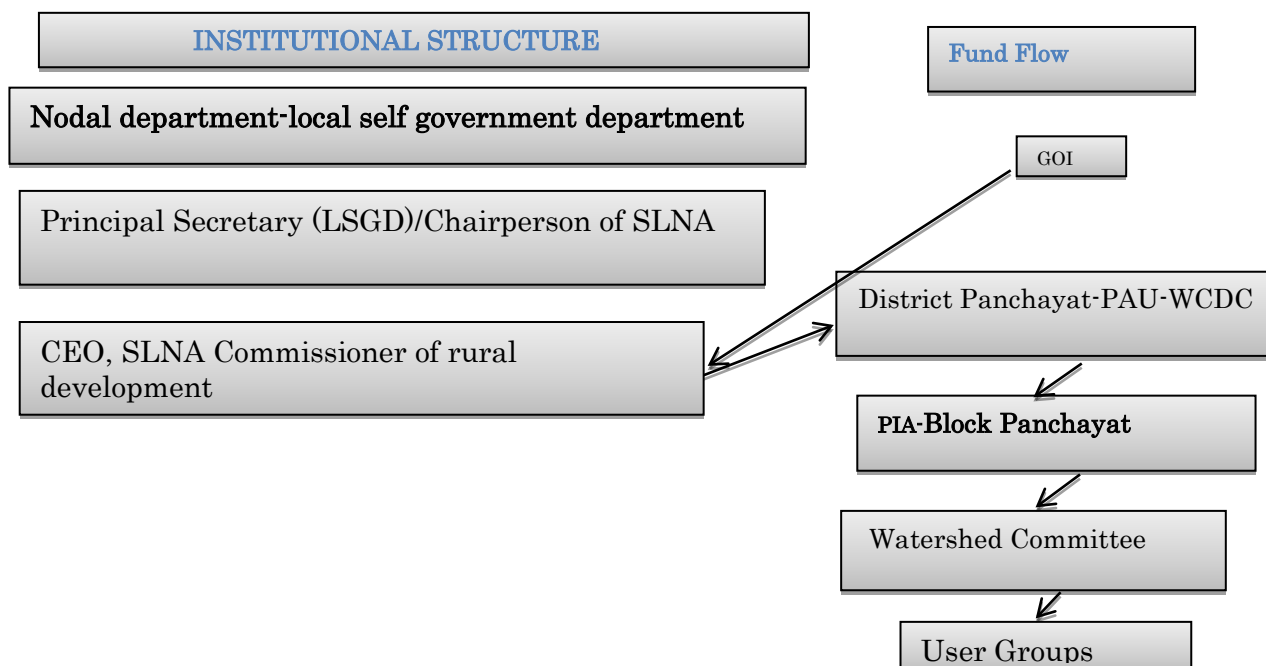 INSTITUTIONAL STRUCTURE
Nodal department-local self government department
Principal Secretary (LSGD)/Chairperson of SLNA
CEO, SLNA Commissioner of rural
development
Fund Flow
GOI
District Panchayat-PAU-WCDC
PIA-Block Panchayat
Watershed Committee
User Groups